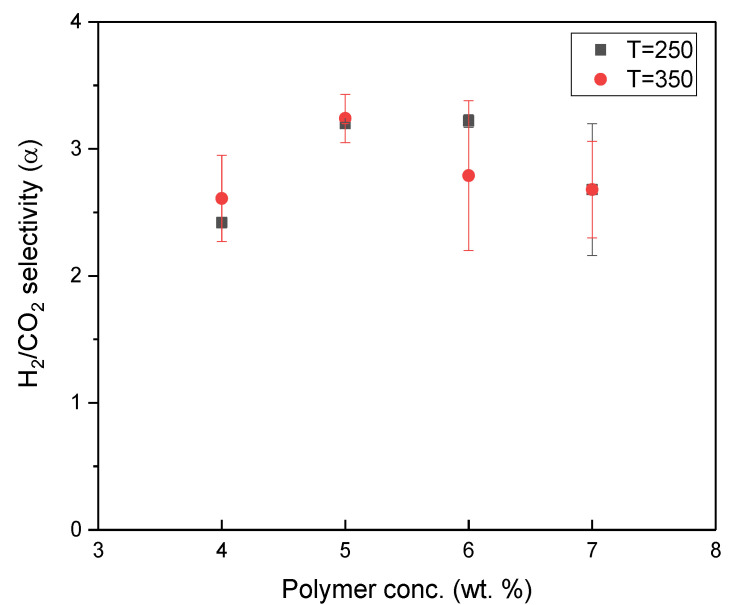 T=250
T=350
4
3
2
1
0
H₂/CO₂ selectivity (α)
3 4 5 6 7 8
Polymer conc. (wt. %)